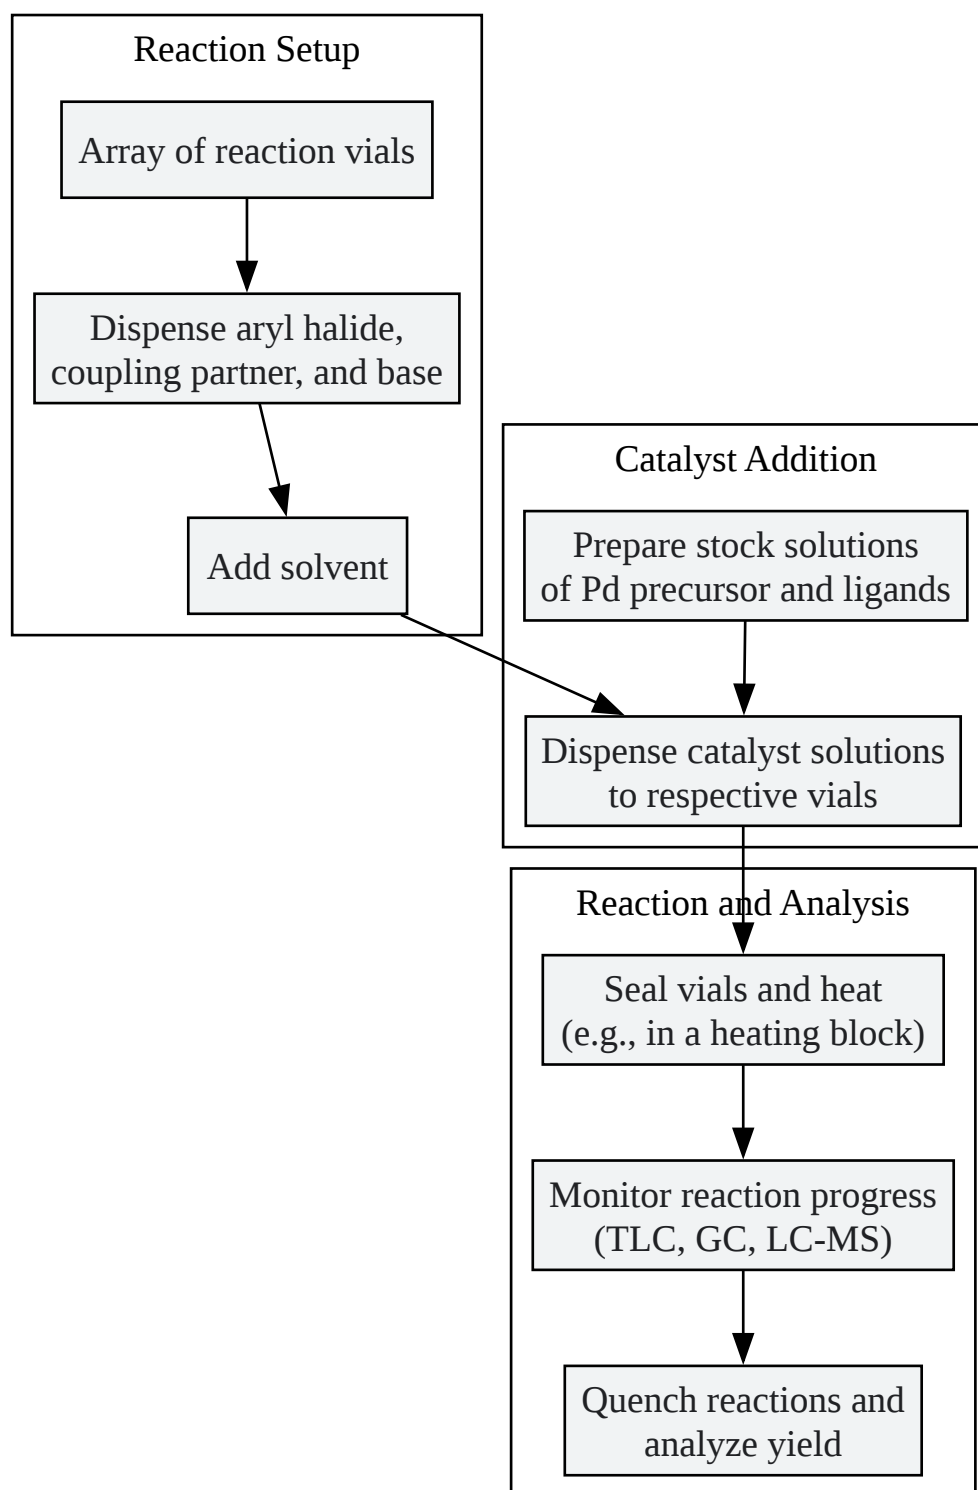 Reaction Setup
Array of reaction vials
Dispense aryl halide,
coupling partner, and base
Add solvent
Catalyst Addition
Prepare stock solutions
of Pd precursor and ligands
Dispense catalyst solutions
to respective vials
Reaction and Analysis
Seal vials and heat
(e.g., in a heating block)
Monitor reaction progress
(TLC, GC, LC-MS)
Quench reactions and
analyze yield